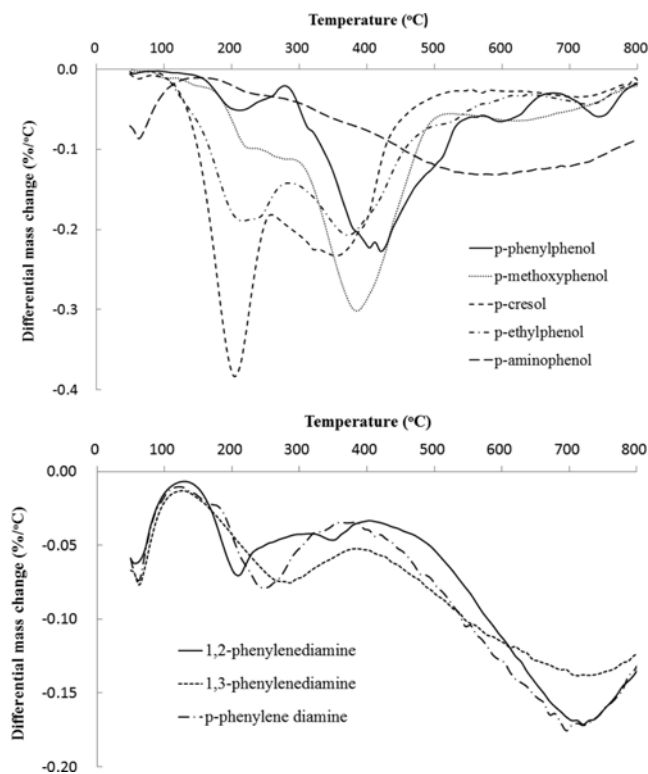 Temperature (°C)
0 100 200 300 400 500 600 700 800
0.0
-0.1
-0.2
-0.3
-0.4
Differential mass change (%/°C)
p-phenylphenol
p-methoxyphenol
p-cresol
p-ethylphenol
p-aminophenol
Temperature (°C)
0 100 200 300 400 500 600 700 800
0.00
-0.05
-0.10
-0.15
-0.20
Differential mass change (%/°C)
1,2-phenylenediamine
1,3-phenylenediamine
p-phenylene diamine